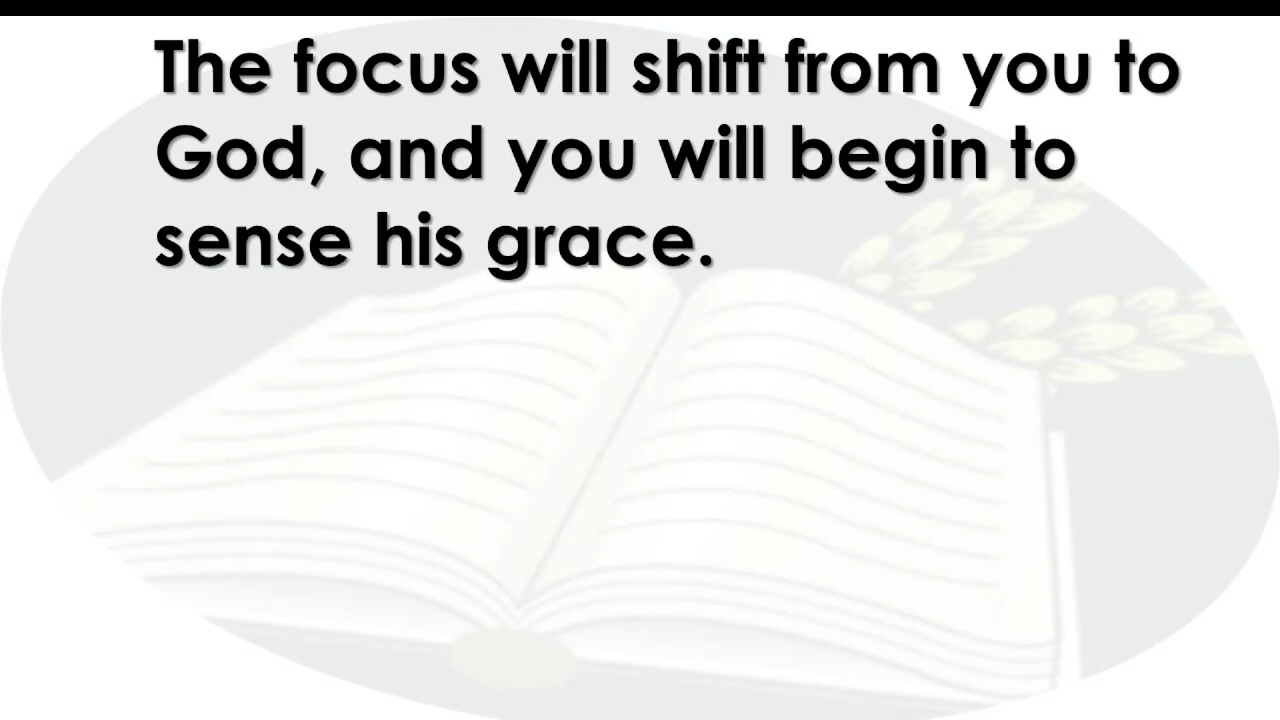 The focus will shift from you to
God, and you will begin to
sense his grace.